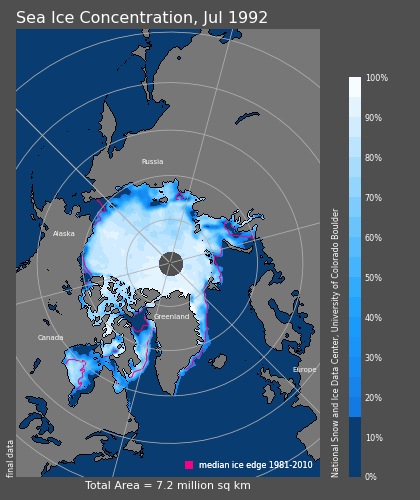 Sea Ice Concentration, Jul 1992
Russia
Alaska
Greenland
Canada
Europe
median ice edge 1981-2010
final data
Total Area = 7.2 million sq km
100%
90%
80%
70%
60%
50%
40%
30%
20%
10%
0%
National Snow and Ice Data Center, University of Colorado Boulder